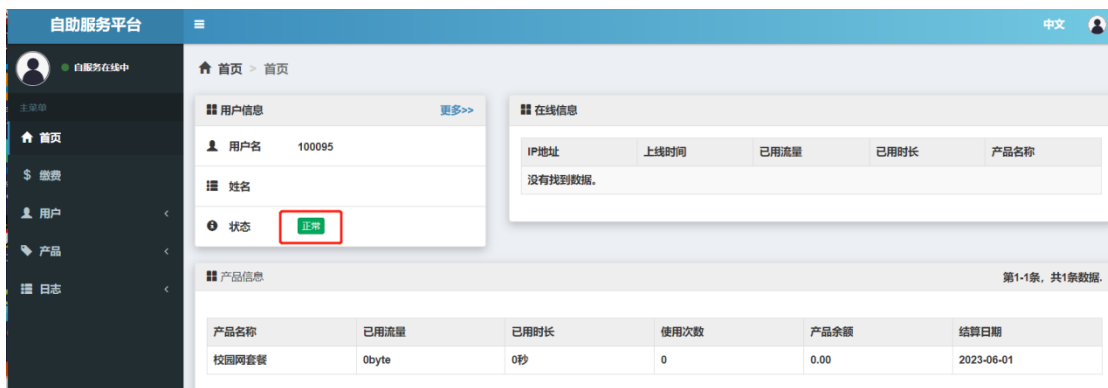 自助服务平台 中文
自服务在线中
首页 > 首页
主菜单
首页
$ 缴费
用户
产品
日志
用户信息 更多>>
用户名 100095
姓名
状态 正常
在线信息
IP地址 上线时间 已用流量 已用时长 产品名称
没有找到数据。
产品信息 第1-1条，共1条数据.
产品名称 已用流量 已用时长 使用次数 产品余额 结算日期
校园网套餐 0byte 0秒 0 0.00 2023-06-01